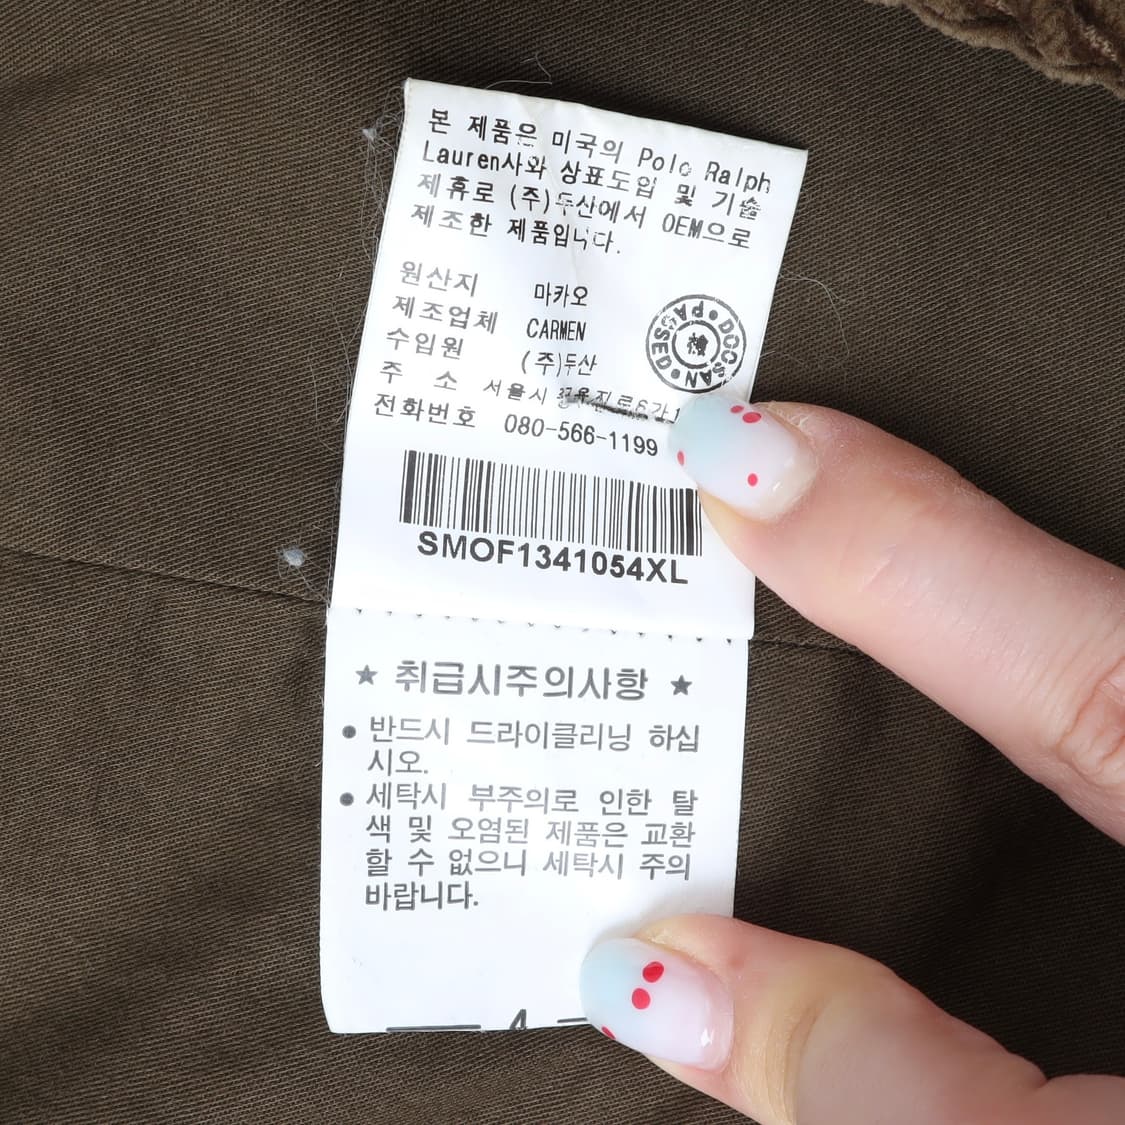 본 제품은 미국의 Polo Ralph
Lauren사와 상표도입 및 기술
제휴로 (주)두산에서 OEM으로
제조한 제품입니다.
원산지 마카오
제조업체 CARMEN
수입원 (주)두산
주 소 서울시
전화번호 080-566-1199
DOOSAN PASSED
SMOF1341054XL
★ 취급시주의사항 ★
● 반드시 드라이클리닝 하십
시오.
● 세탁시 부주의로 인한 탈
색 및 오염된 제품은 교환
할 수 없으니 세탁시 주의
바랍니다.
4